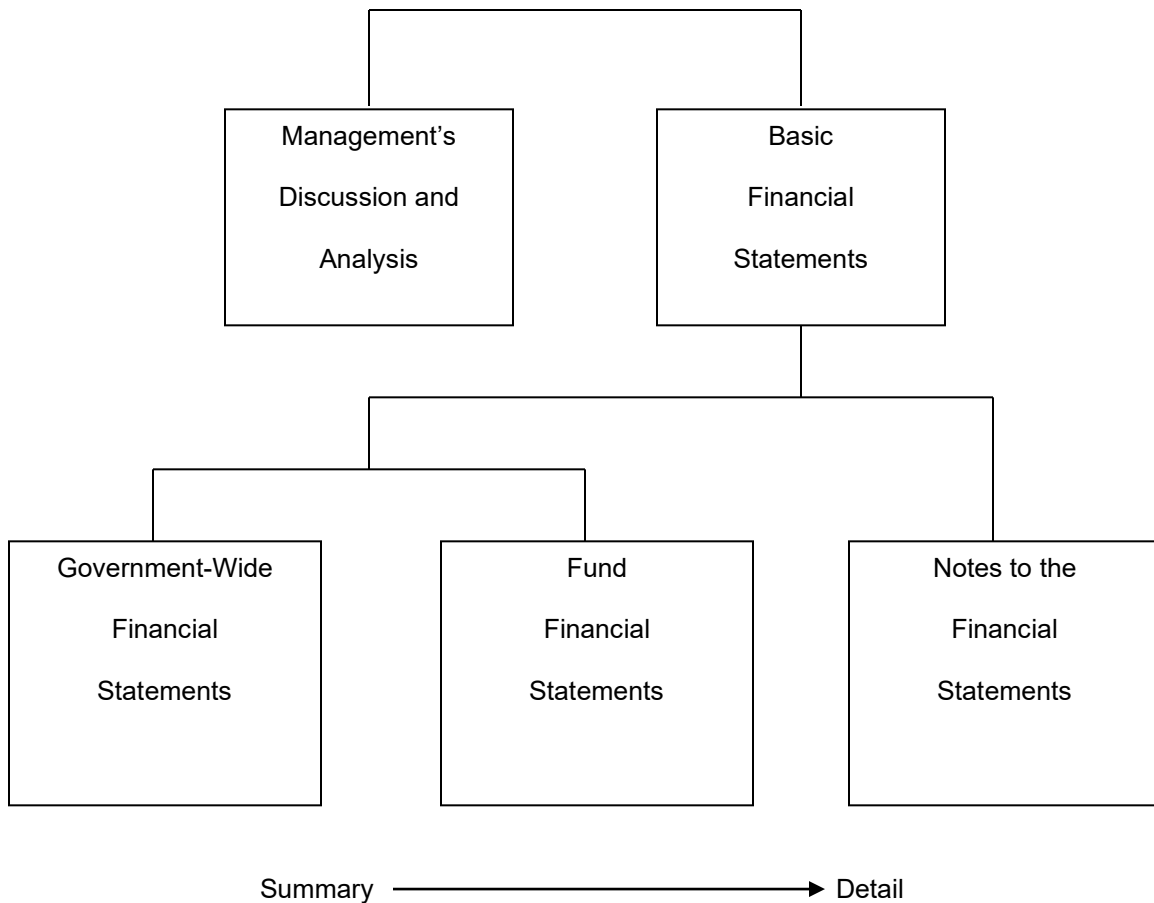 Management’s
Discussion and
Analysis
Basic
Financial
Statements
Government-Wide
Financial
Statements
Fund
Financial
Statements
Notes to the
Financial
Statements
Summary
Detail